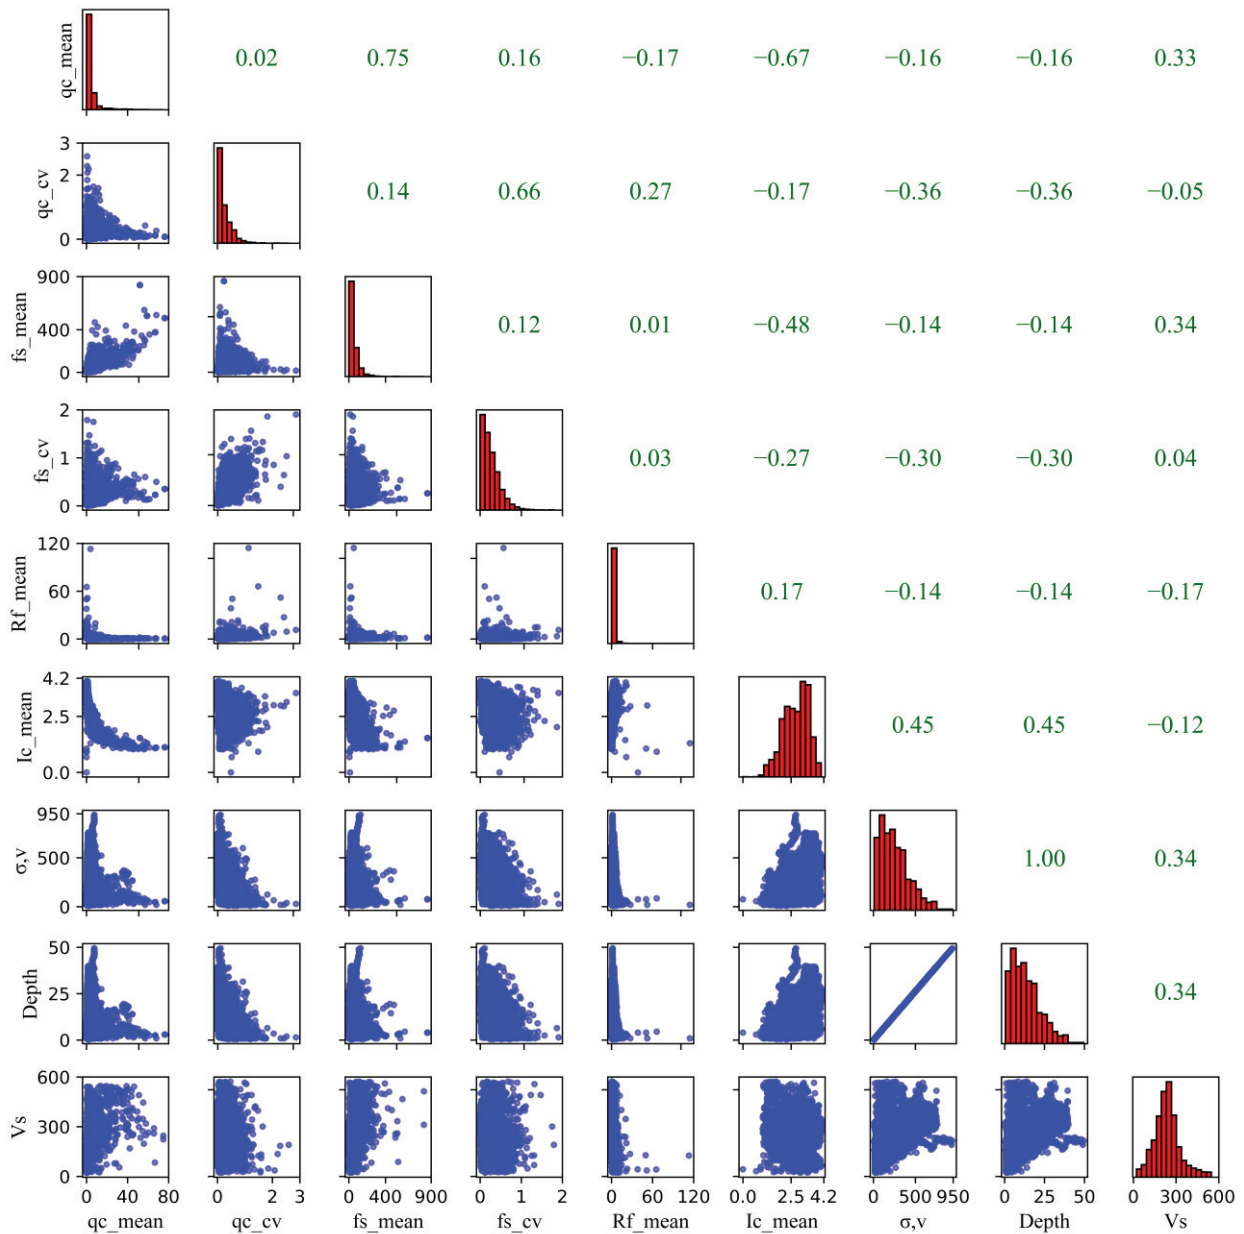 qc_mean
0.02 0.75 0.16 −0.17 −0.67 −0.16 −0.16 0.33
qc_cv
3
2
0
0.14 0.66 0.27 −0.17 −0.36 −0.36 −0.05
fs_mean
900
400
0
0.12 0.01 −0.48 −0.14 −0.14 0.34
fs_cv
2
1
0
0.03 −0.27 −0.30 −0.30 0.04
Rf_mean
120
60
0
0.17 −0.14 −0.14 −0.17
Ic_mean
4.2
2.5
0.0
0.45 0.45 −0.12
σ,v
950
500
0
1.00 0.34
Depth
50
25
0
0.34
Vs
600
300
0
0 40 80 0 3 0 400 900 0 1 2 0 60 120 0.0 2.5 4.2 0 500 950 0 25 50 0 300 600
qc_mean qc_cv fs_mean fs_cv Rf_mean Ic_mean σ,v Depth Vs